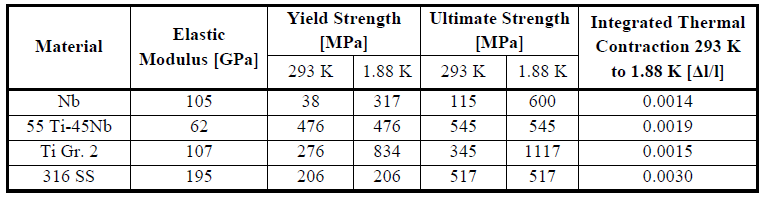 Material Elastic Modulus [GPa] Yield Strength [MPa] Ultimate Strength [MPa] Integrated Thermal Contraction 293 K to 1.88 K [Δl/l]
293 K 1.88 K 293 K 1.88 K
Nb 105 38 317 115 600 0.0014
55 Ti-45Nb 62 476 476 545 545 0.0019
Ti Gr. 2 107 276 834 345 1117 0.0015
316 SS 195 206 206 517 517 0.0030